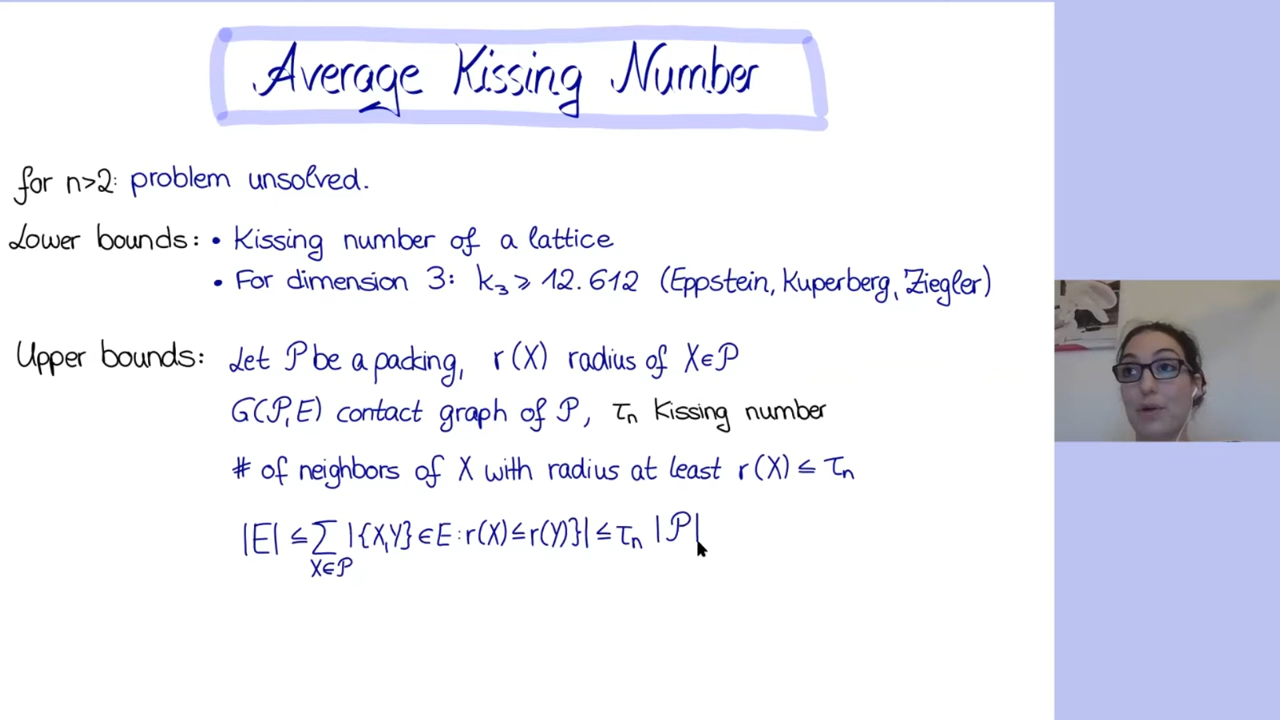 Average Kissing Number
for n>2: problem unsolved.
Lower bounds: • Kissing number of a lattice
• For dimension 3: k₃ ⩾ 12.612 (Eppstein, Kuperberg, Ziegler)
Upper bounds: Let 𝒫 be a packing, r(X) radius of X∈𝒫
G(𝒫,E) contact graph of 𝒫, τₙ Kissing number
# of neighbors of X with radius at least r(X) ≤ τₙ
|E| ≤ ∑ |{X,Y} ∈ E : r(X) ≤ r(Y)}| ≤ τₙ |𝒫|
X∈𝒫